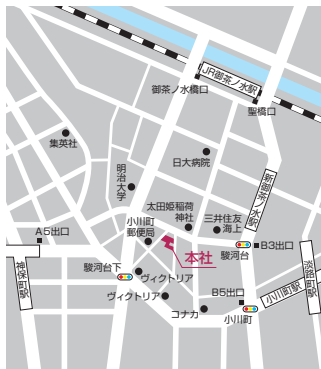 JR御茶ノ水駅
御茶ノ水橋口
聖橋口
集英社
日大病院
明治
大学
新御茶ノ水駅
太田姫稲荷
神社
小川町
郵便局
三井住友
海上
A5出口
B3出口
本社
駿河台
神保町駅
駿河台下
ヴィクトリア
淡路町駅
ヴィクトリア
B5出口
小川町駅
コナカ
小川町